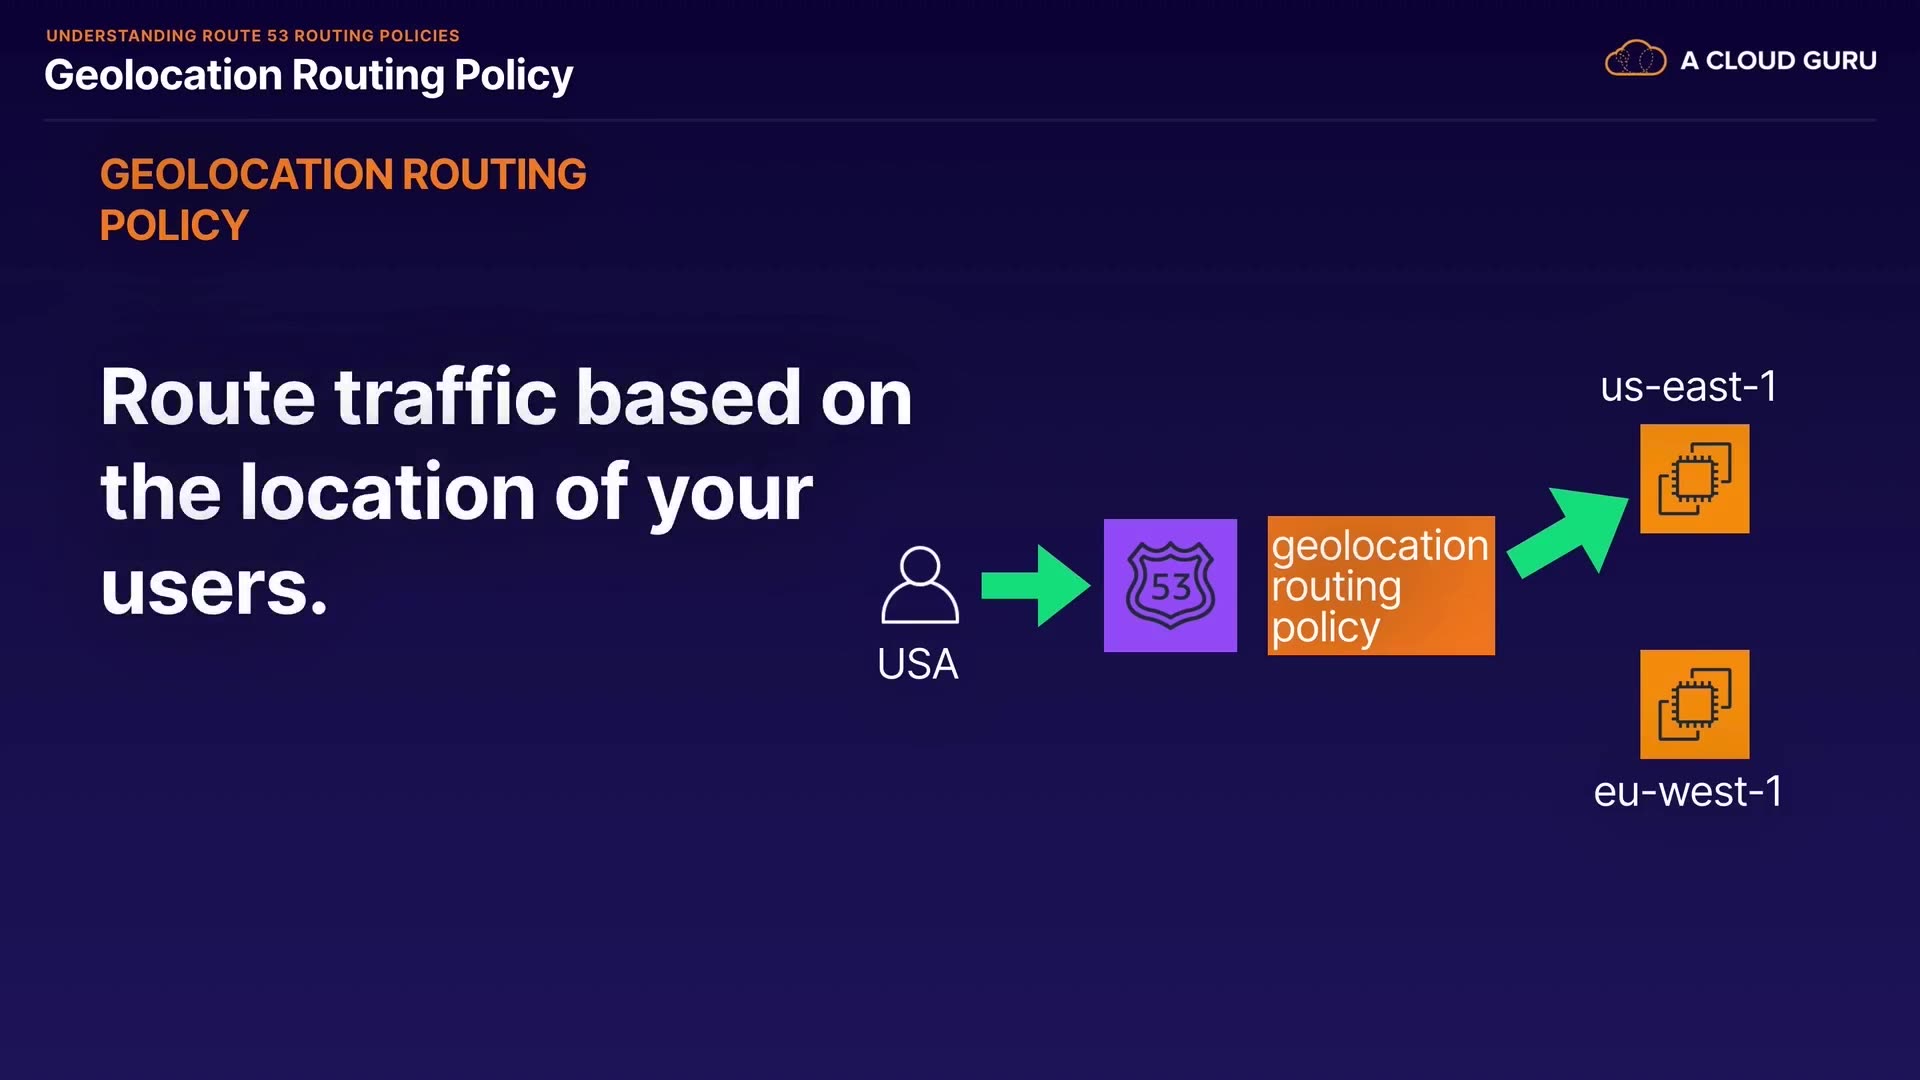 UNDERSTANDING ROUTE 53 ROUTING POLICIES
Geolocation Routing Policy
A CLOUD GURU
GEOLOCATION ROUTING
POLICY
Route traffic based on
the location of your
users.
USA
53
geolocation
routing
policy
us-east-1
eu-west-1